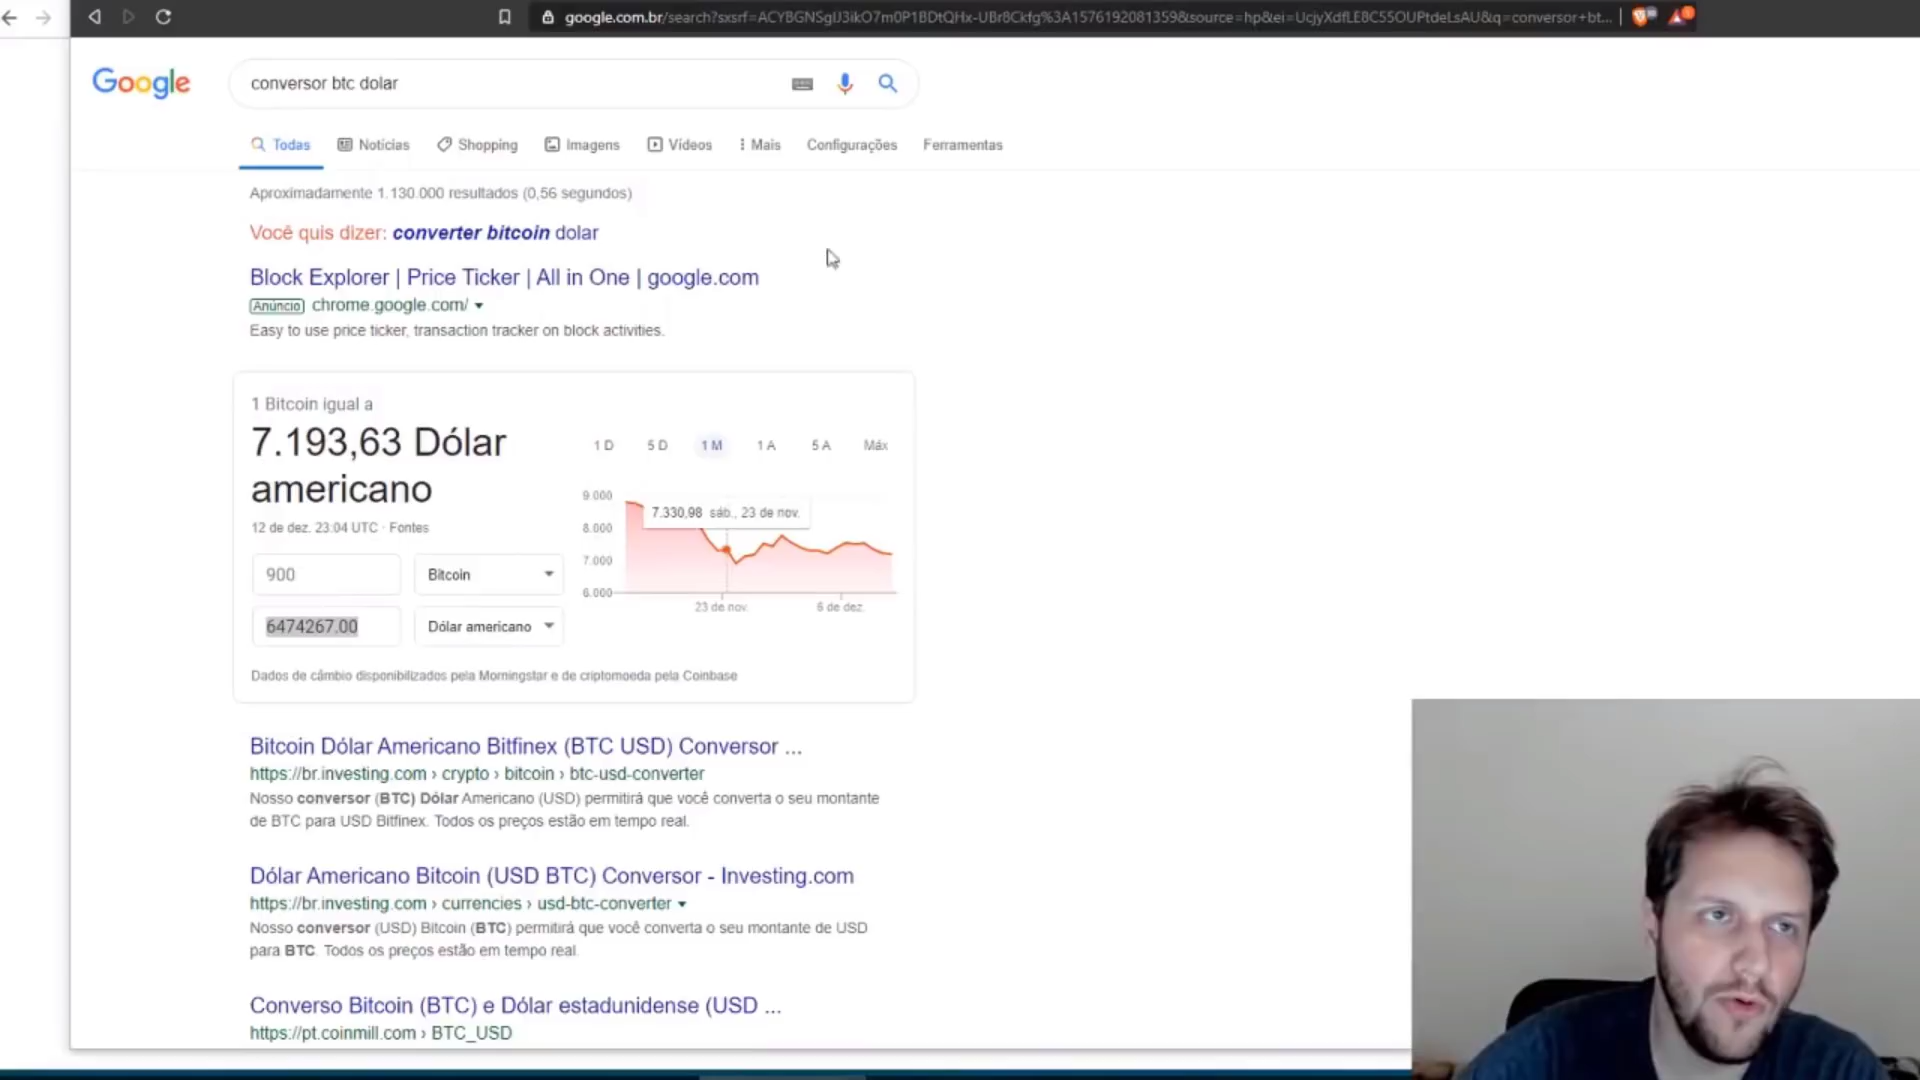 google.com.br/search?sxsrf=ACYBGNSgIJ3ikO7m0P1BDtQHx-UBr8Ckfg%3A1576192081359&source=hp&ei=UcjyXdfLE8C55OUPtdeLsAU&q=conversor+bt...
Google
conversor btc dolar
Todas Notícias Shopping Imagens Vídeos Mais Configurações Ferramentas
Aproximadamente 1.130.000 resultados (0,56 segundos)
Você quis dizer: converter bitcoin dolar
Block Explorer | Price Ticker | All in One | google.com
Anúncio chrome.google.com/
Easy to use price ticker, transaction tracker on block activities.
1 Bitcoin igual a
7.193,63 Dólar
americano
12 de dez. 23:04 UTC · Fontes
900 Bitcoin
6474267.00 Dólar americano
1 D 5 D 1 M 1 A 5 A Máx
9.000
8.000
7.000
6.000
7.330,98 sáb., 23 de nov.
23 de nov. 6 de dez.
Dados de câmbio disponibilizados pela Morningstar e de criptomoeda pela Coinbase
Bitcoin Dólar Americano Bitfinex (BTC USD) Conversor ...
https://br.investing.com › crypto › bitcoin › btc-usd-converter
Nosso conversor (BTC) Dólar Americano (USD) permitirá que você converta o seu montante
de BTC para USD Bitfinex. Todos os preços estão em tempo real.
Dólar Americano Bitcoin (USD BTC) Conversor - Investing.com
https://br.investing.com › currencies › usd-btc-converter
Nosso conversor (USD) Bitcoin (BTC) permitirá que você converta o seu montante de USD
para BTC. Todos os preços estão em tempo real.
Converso Bitcoin (BTC) e Dólar estadunidense (USD ...
https://pt.coinmill.com › BTC_USD